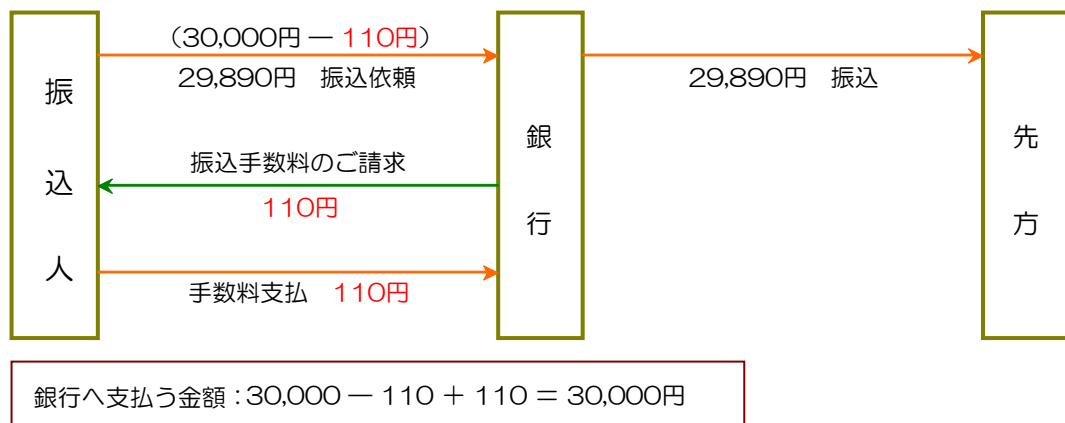 振込人
（30,000円 ― 110円）
29,890円　振込依頼
振込手数料のご請求
110円
手数料支払　110円
銀行
29,890円　振込
先方
銀行へ支払う金額：30,000 ― 110 ＋ 110 ＝ 30,000円